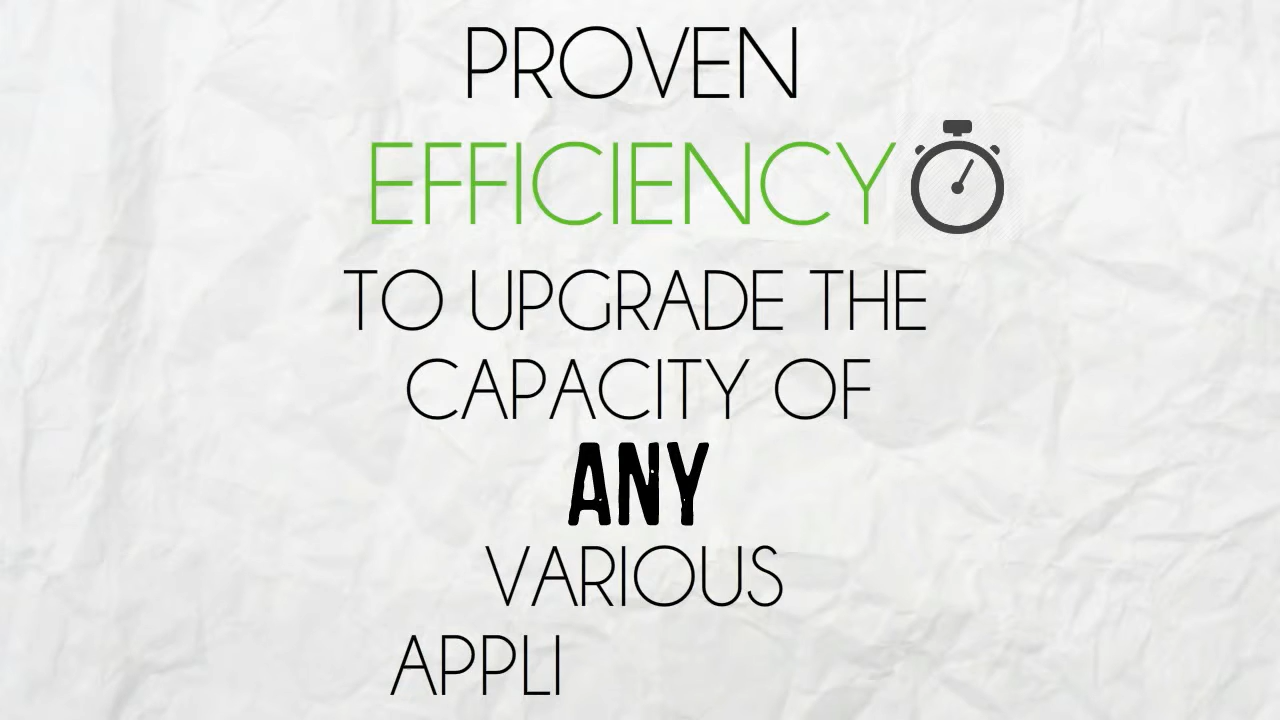 PROVEN
EFFICIENCY
TO UPGRADE THE
CAPACITY OF
ANY
VARIOUS
APPLI